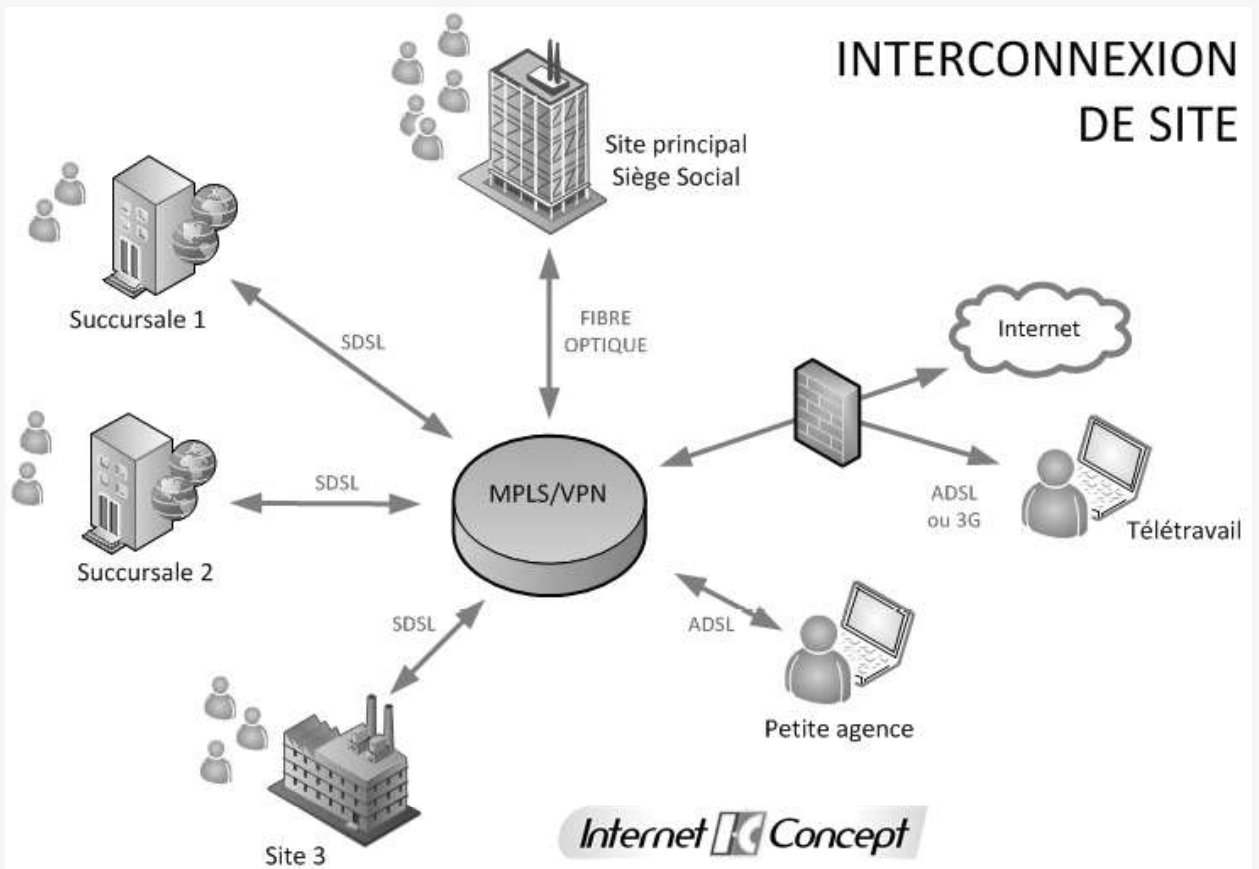 INTERCONNEXION
DE SITE
Site principal
Siège Social
Succursale 1
SDSL
FIBRE
OPTIQUE
Internet
Succursale 2
SDSL
MPLS/VPN
ADSL
ou 3G
Télétravail
SDSL
ADSL
Petite agence
Site 3
Internet IC Concept